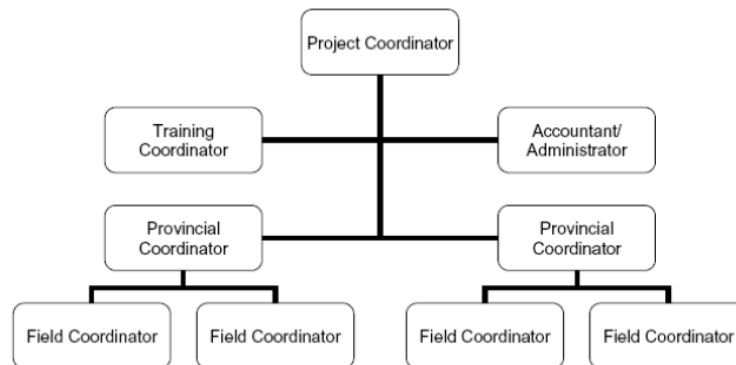 Project Coordinator
Training
Coordinator
Accountant/
Administrator
Provincial
Coordinator
Provincial
Coordinator
Field Coordinator
Field Coordinator
Field Coordinator
Field Coordinator